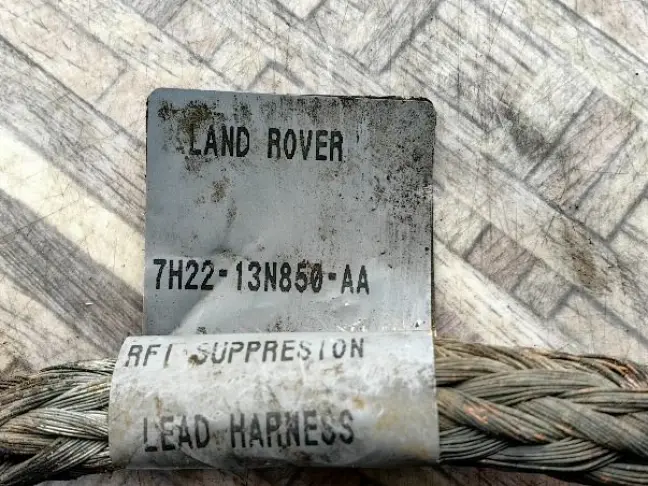 LAND ROVER
7H22-13N850-AA
RFI SUPPRESION
LEAD HARNESS